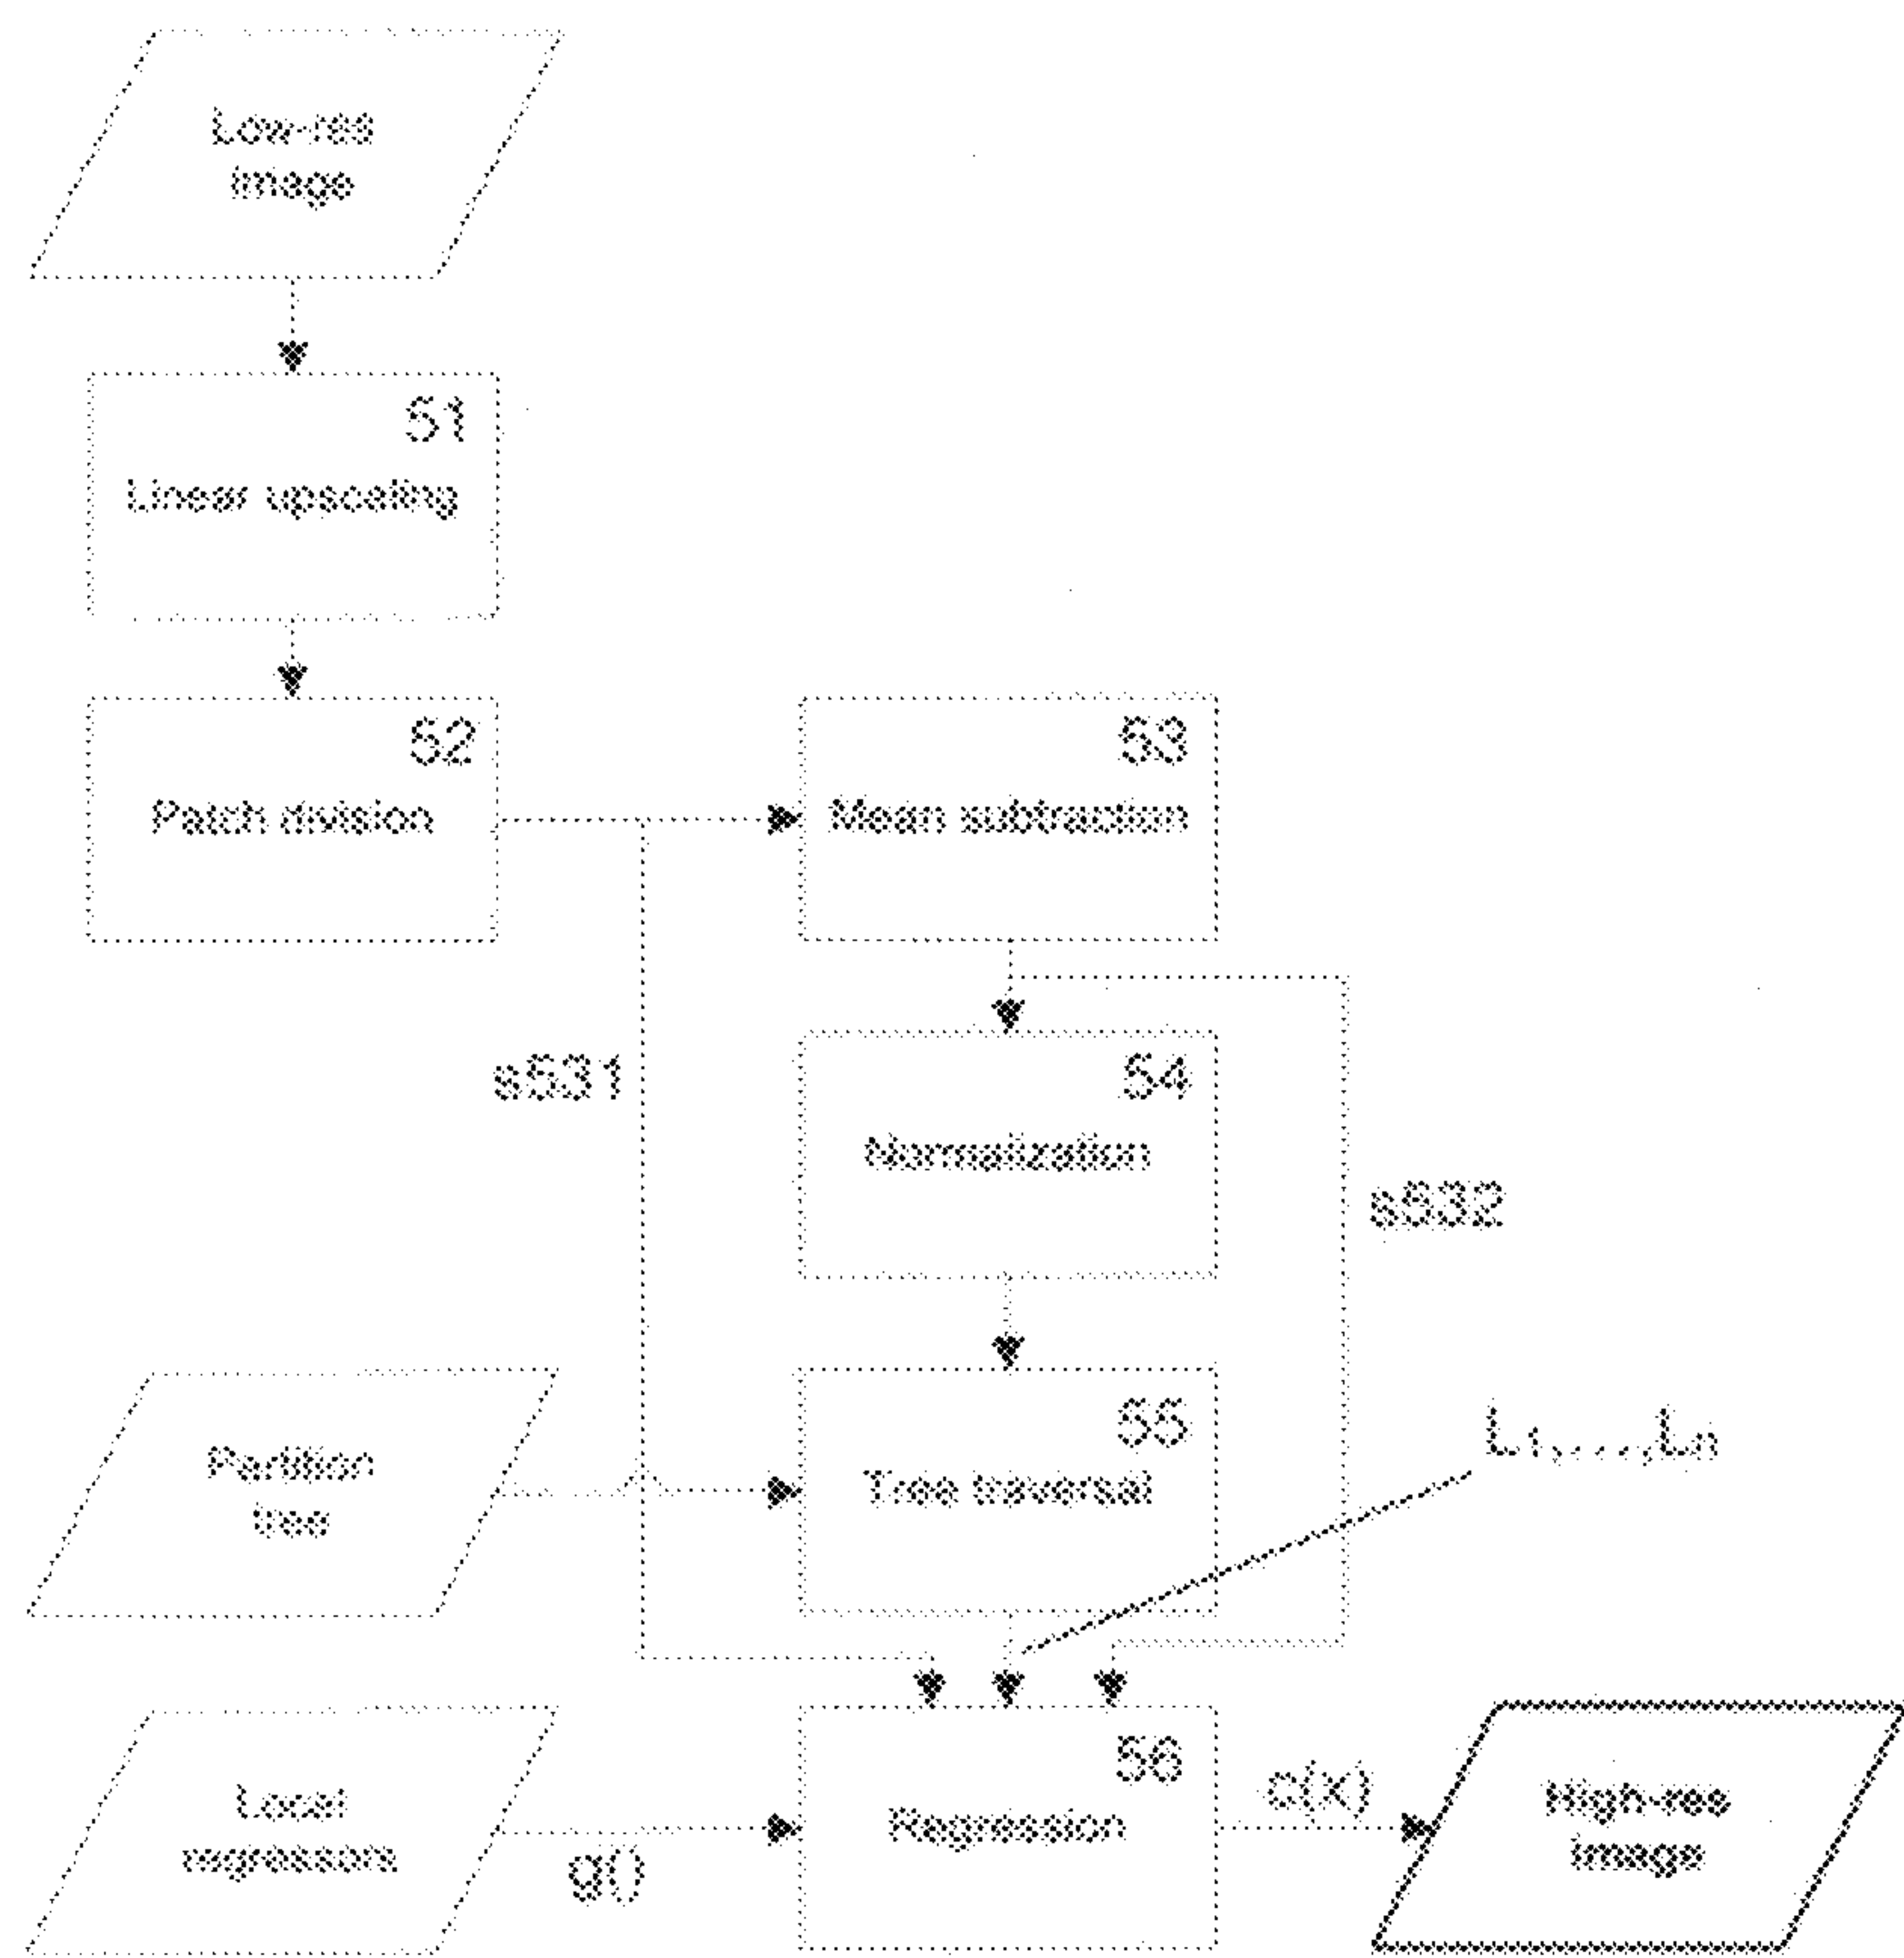 Low-res
image
51
Linear upscaling
52
Patch division
53
Mean subtraction
54
Normalization
s531
s532
Partition
tree
55
Tree traversal
L1,....,Ln
Local
regressors
g()
56
Regression
c(x)
High-res
image